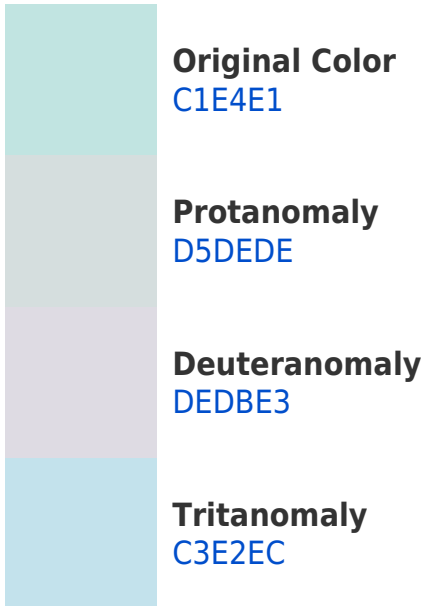 Original Color
C1E4E1
Protanomaly
D5DEDE
Deuteranomaly
DEDBE3
Tritanomaly
C3E2EC